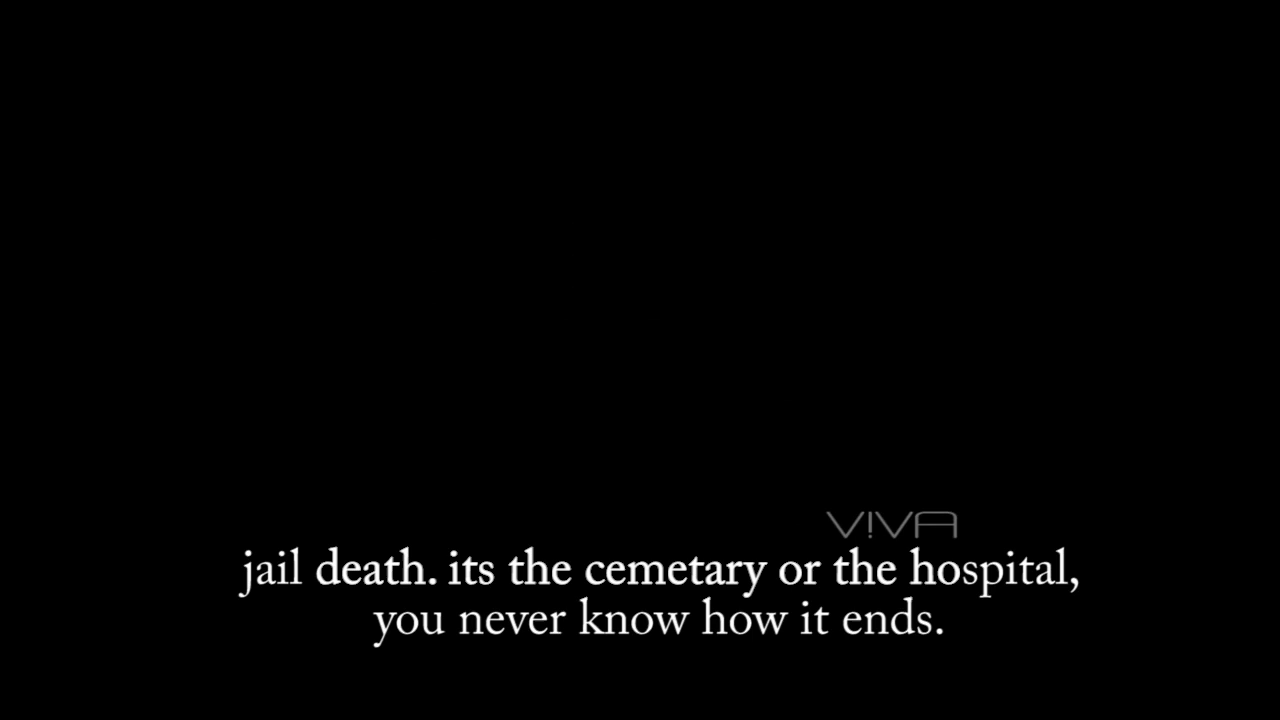 V!VA
jail death. its the cemetary or the hospital,
you never know how it ends.